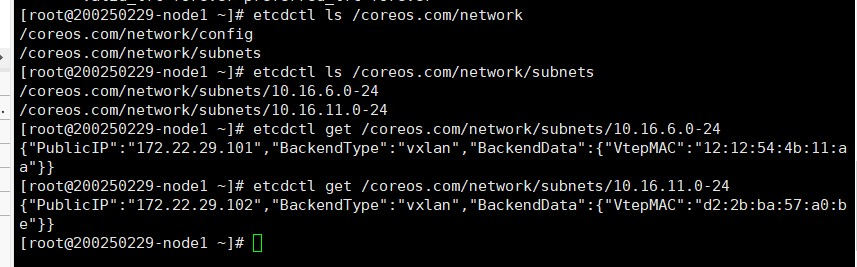 [root@200250229-node1 ~]# etcdctl ls /coreos.com/network
/coreos.com/network/config
/coreos.com/network/subnets
[root@200250229-node1 ~]# etcdctl ls /coreos.com/network/subnets
/coreos.com/network/subnets/10.16.6.0-24
/coreos.com/network/subnets/10.16.11.0-24
[root@200250229-node1 ~]# etcdctl get /coreos.com/network/subnets/10.16.6.0-24
{"PublicIP":"172.22.29.101","BackendType":"vxlan","BackendData":{"VtepMAC":"12:12:54:4b:11:a
a"}}
[root@200250229-node1 ~]# etcdctl get /coreos.com/network/subnets/10.16.11.0-24
{"PublicIP":"172.22.29.102","BackendType":"vxlan","BackendData":{"VtepMAC":"d2:2b:ba:57:a0:b
e"}}
[root@200250229-node1 ~]#